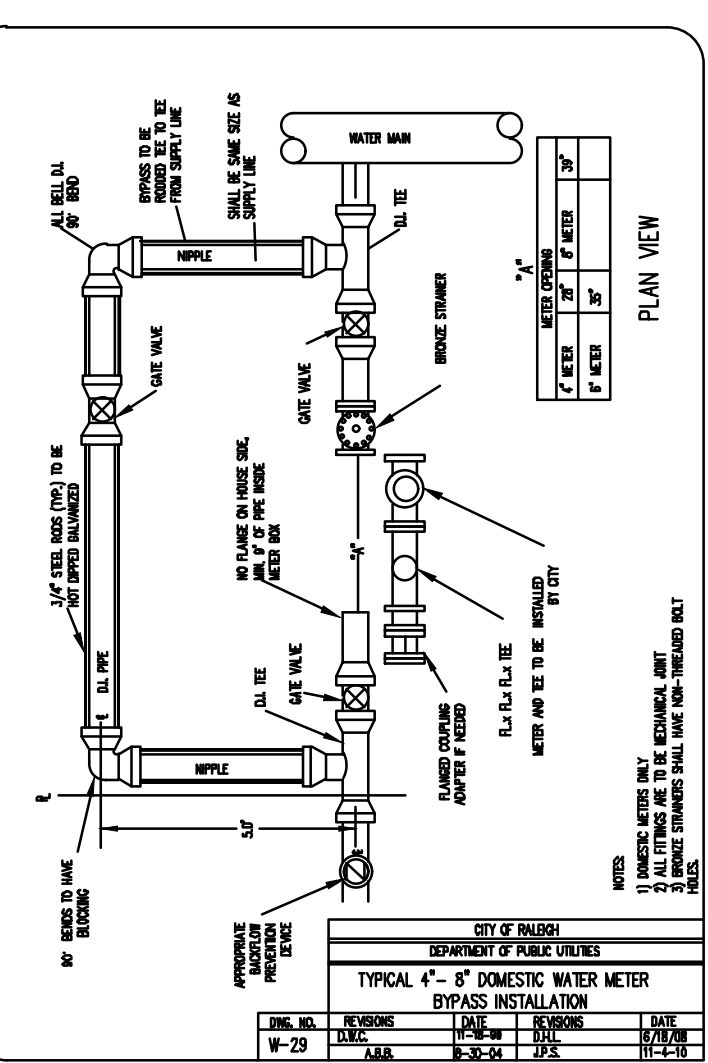 ALL BELL D.I.
90° BEND
BYPASS TO BE
RODDED TEE TO TEE
FROM SUPPLY LINE
SHALL BE SAME SIZE AS
SUPPLY LINE
WATER MAIN
NIPPLE
D.I. TEE
GATE VALVE
GATE VALVE
BRONZE STRAINER
3/4" STEEL RODS (TYP.) TO BE
HOT DIPPED GALVANIZED
D.I. PIPE
NO FLANGE ON HOUSE SIDE,
MIN. 9" OF PIPE INSIDE
METER BOX
"A"
D.I. TEE
GATE VALVE
NIPPLE
5.0'
90° BENDS TO HAVE
BLOCKING
APPROPRIATE
BACKFLOW
PREVENTION
DEVICE
FLANGED COUPLING
ADAPTER IF NEEDED
FL.x FL.x FL.x TEE
METER AND TEE TO BE INSTALLED
BY CITY
"A"
METER OPENING
4" METER 28" 8" METER 39"
6" METER 35"
PLAN VIEW
NOTES:
1) DOMESTIC METERS ONLY
2) ALL FITTINGS ARE TO BE MECHANICAL JOINT
3) BRONZE STRAINERS SHALL HAVE NON-THREADED BOLT
HOLES.
CITY OF RALEIGH
DEPARTMENT OF PUBLIC UTILITIES
TYPICAL 4"- 8" DOMESTIC WATER METER
BYPASS INSTALLATION
DWG. NO. REVISIONS DATE REVISIONS DATE
W-29
D.W.C. 11-18-99 D.H.L. 6/18/08
A.B.B. 8-30-04 J.P.S. 11-4-10